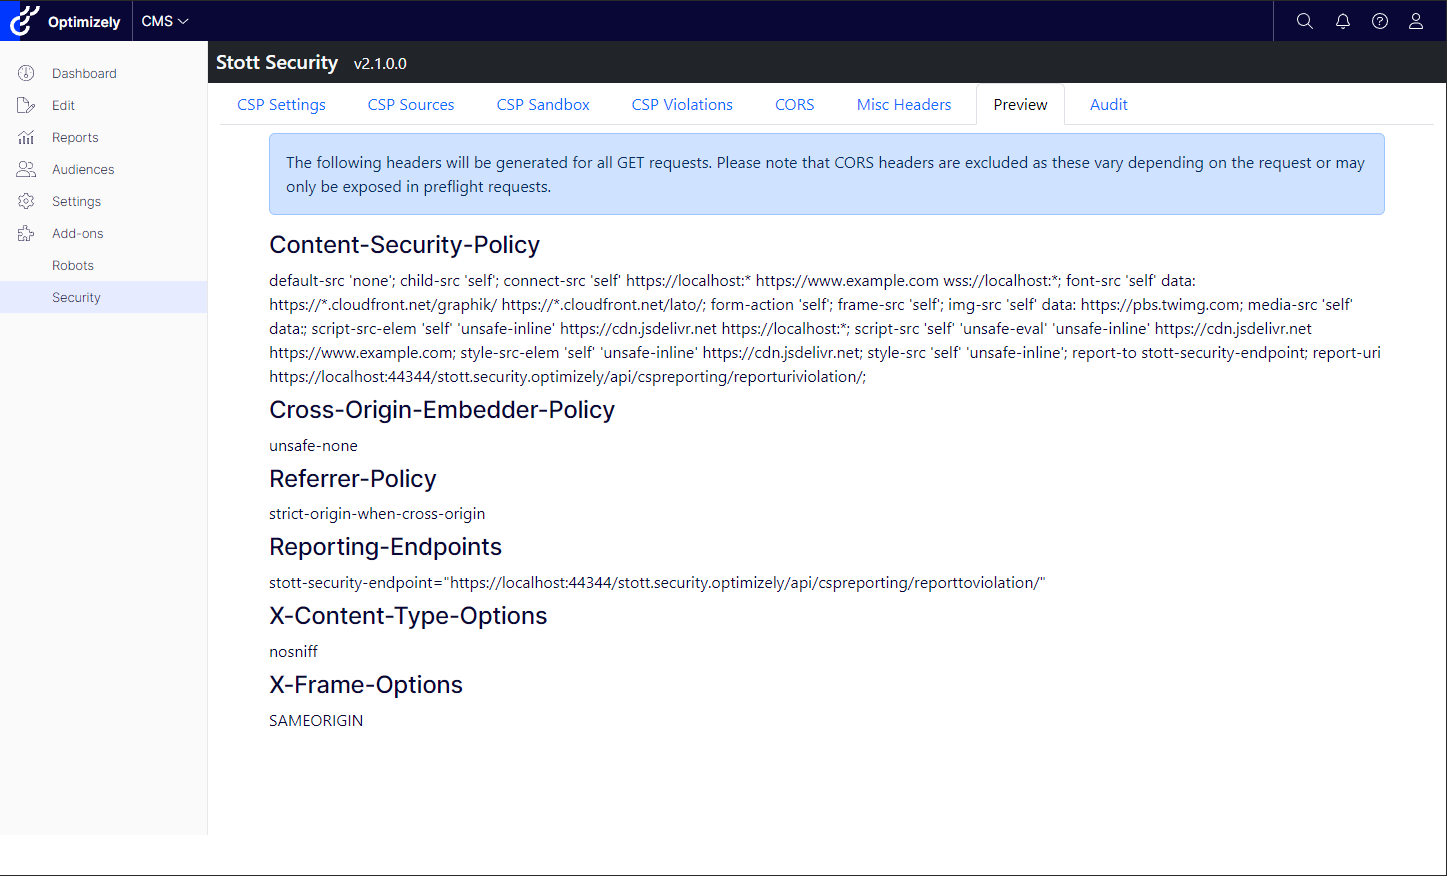 Optimizely CMS
Stott Security v2.1.0.0
Dashboard
Edit
Reports
Audiences
Settings
Add-ons
Robots
Security
CSP Settings CSP Sources CSP Sandbox CSP Violations CORS Misc Headers Preview Audit
The following headers will be generated for all GET requests. Please note that CORS headers are excluded as these vary depending on the request or may
only be exposed in preflight requests.
Content-Security-Policy
default-src 'none'; child-src 'self'; connect-src 'self' https://localhost:* https://www.example.com wss://localhost:*; font-src 'self' data:
https://*.cloudfront.net/graphik/ https://*.cloudfront.net/lato/; form-action 'self'; frame-src 'self'; img-src 'self' data: https://pbs.twimg.com; media-src 'self'
data:; script-src-elem 'self' 'unsafe-inline' https://cdn.jsdelivr.net https://localhost:*; script-src 'self' 'unsafe-eval' 'unsafe-inline' https://cdn.jsdelivr.net
https://www.example.com; style-src-elem 'self' 'unsafe-inline' https://cdn.jsdelivr.net; style-src 'self' 'unsafe-inline'; report-to stott-security-endpoint; report-uri
https://localhost:44344/stott.security.optimizely/api/cspreporting/reporturiviolation/;
Cross-Origin-Embedder-Policy
unsafe-none
Referrer-Policy
strict-origin-when-cross-origin
Reporting-Endpoints
stott-security-endpoint="https://localhost:44344/stott.security.optimizely/api/cspreporting/reporttoviolation/"
X-Content-Type-Options
nosniff
X-Frame-Options
SAMEORIGIN